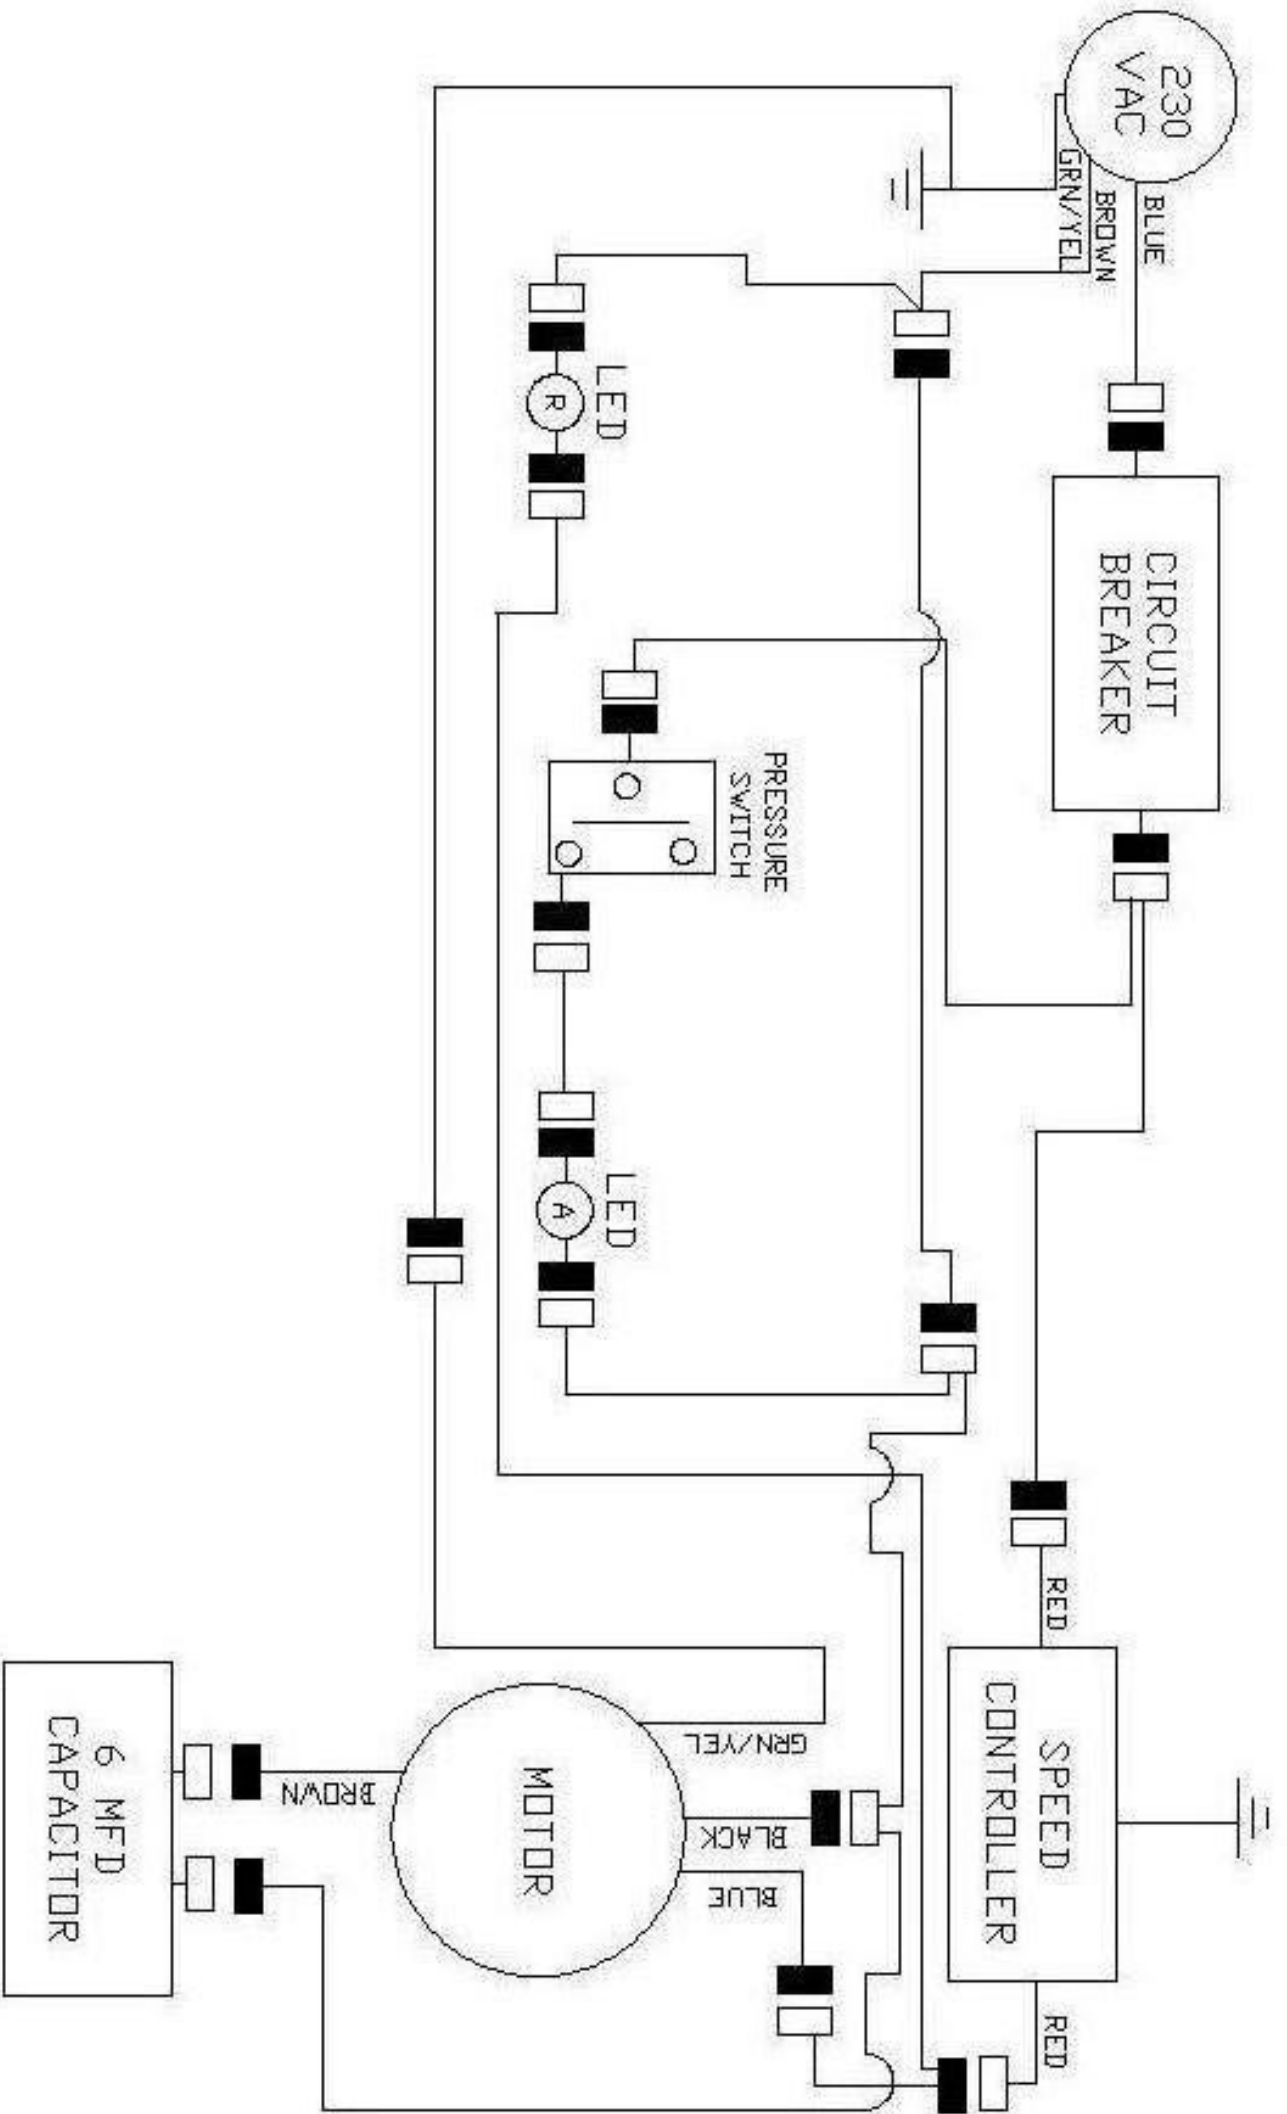 230
VAC
BLUE
BROWN
GRN/YEL
CIRCUIT
BREAKER
LED
R
PRESSURE
SWITCH
LED
A
RED
SPEED
CONTROLLER
RED
GRN/YEL
BLACK
BLUE
MOTOR
BROWN
6 MFD
CAPACITOR